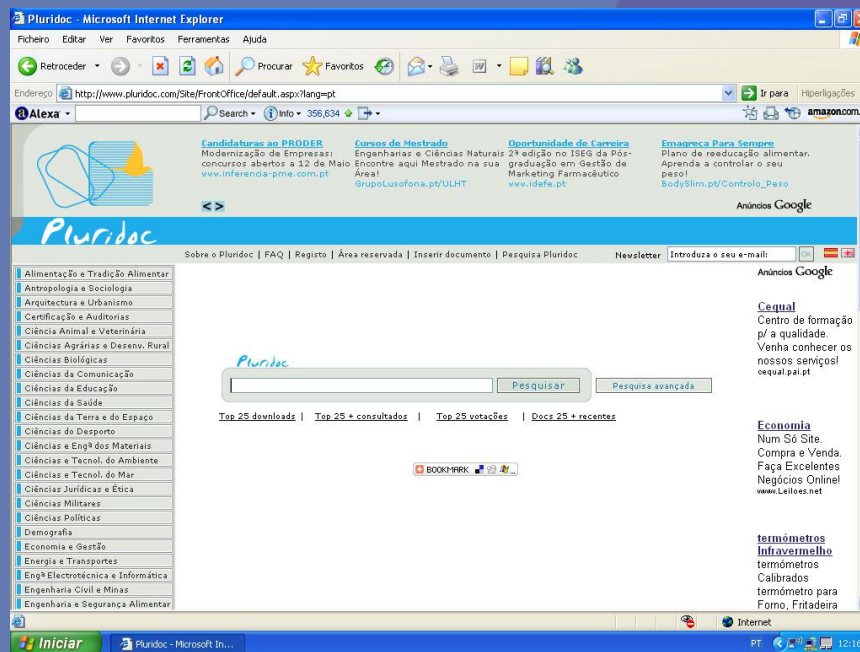 Pluridoc - Microsoft Internet Explorer
Ficheiro Editar Ver Favoritos Ferramentas Ajuda
Retroceder Procurar Favoritos
Endereço http://www.pluridoc.com/Site/FrontOffice/default.aspx?lang=pt Ir para Hiperligações
Alexa Search Info 356,634 amazon.com
Candidaturas ao PRODER
Modernização de Empresas:
concursos abertos a 12 de Maio
www.inferencia-pme.com.pt
Cursos de Mestrado
Engenharias e Ciências Naturais
Encontre aqui Mestrado na sua
Área!
GrupoLusofona.pt/ULHT
Oportunidade de Carreira
2ª edição no ISEG da Pós-
graduação em Gestão de
Marketing Farmacêutico
www.idefe.pt
Emagreça Para Sempre
Plano de reeducação alimentar.
Aprenda a controlar o seu
peso!
BodySlim.pt/Controlo_Peso
< >
Anúncios Google
Pluridoc
Sobre o Pluridoc | FAQ | Registo | Área reservada | Inserir documento | Pesquisa Pluridoc Newsletter Introduza o seu e-mail: OK
Alimentação e Tradição Alimentar
Antropologia e Sociologia
Arquitectura e Urbanismo
Certificação e Auditorias
Ciência Animal e Veterinária
Ciências Agrárias e Desenv. Rural
Ciências Biológicas
Ciências da Comunicação
Ciências da Educação
Ciências da Saúde
Ciências da Terra e do Espaço
Ciências do Desporto
Ciências e Engª dos Materiais
Ciências e Tecnol. do Ambiente
Ciências e Tecnol. do Mar
Ciências Jurídicas e Ética
Ciências Militares
Ciências Políticas
Demografia
Economia e Gestão
Energia e Transportes
Engª Electrotécnica e Informática
Engenharia Civil e Minas
Engenharia e Segurança Alimentar
Pluridoc
Pesquisar Pesquisa avançada
Top 25 downloads | Top 25 + consultados | Top 25 votações | Docs 25 + recentes
BOOKMARK
Anúncios Google
Cequal
Centro de formação
p/ a qualidade.
Venha conhecer os
nossos serviços!
cequal.pai.pt
Economia
Num Só Site.
Compra e Venda.
Faça Excelentes
Negócios Online!
www.Leiloes.net
termómetros
Infravermelho
termómetros
Calibrados
termómetro para
Forno, Fritadeira
Internet
Iniciar Pluridoc - Microsoft In... PT 12:16